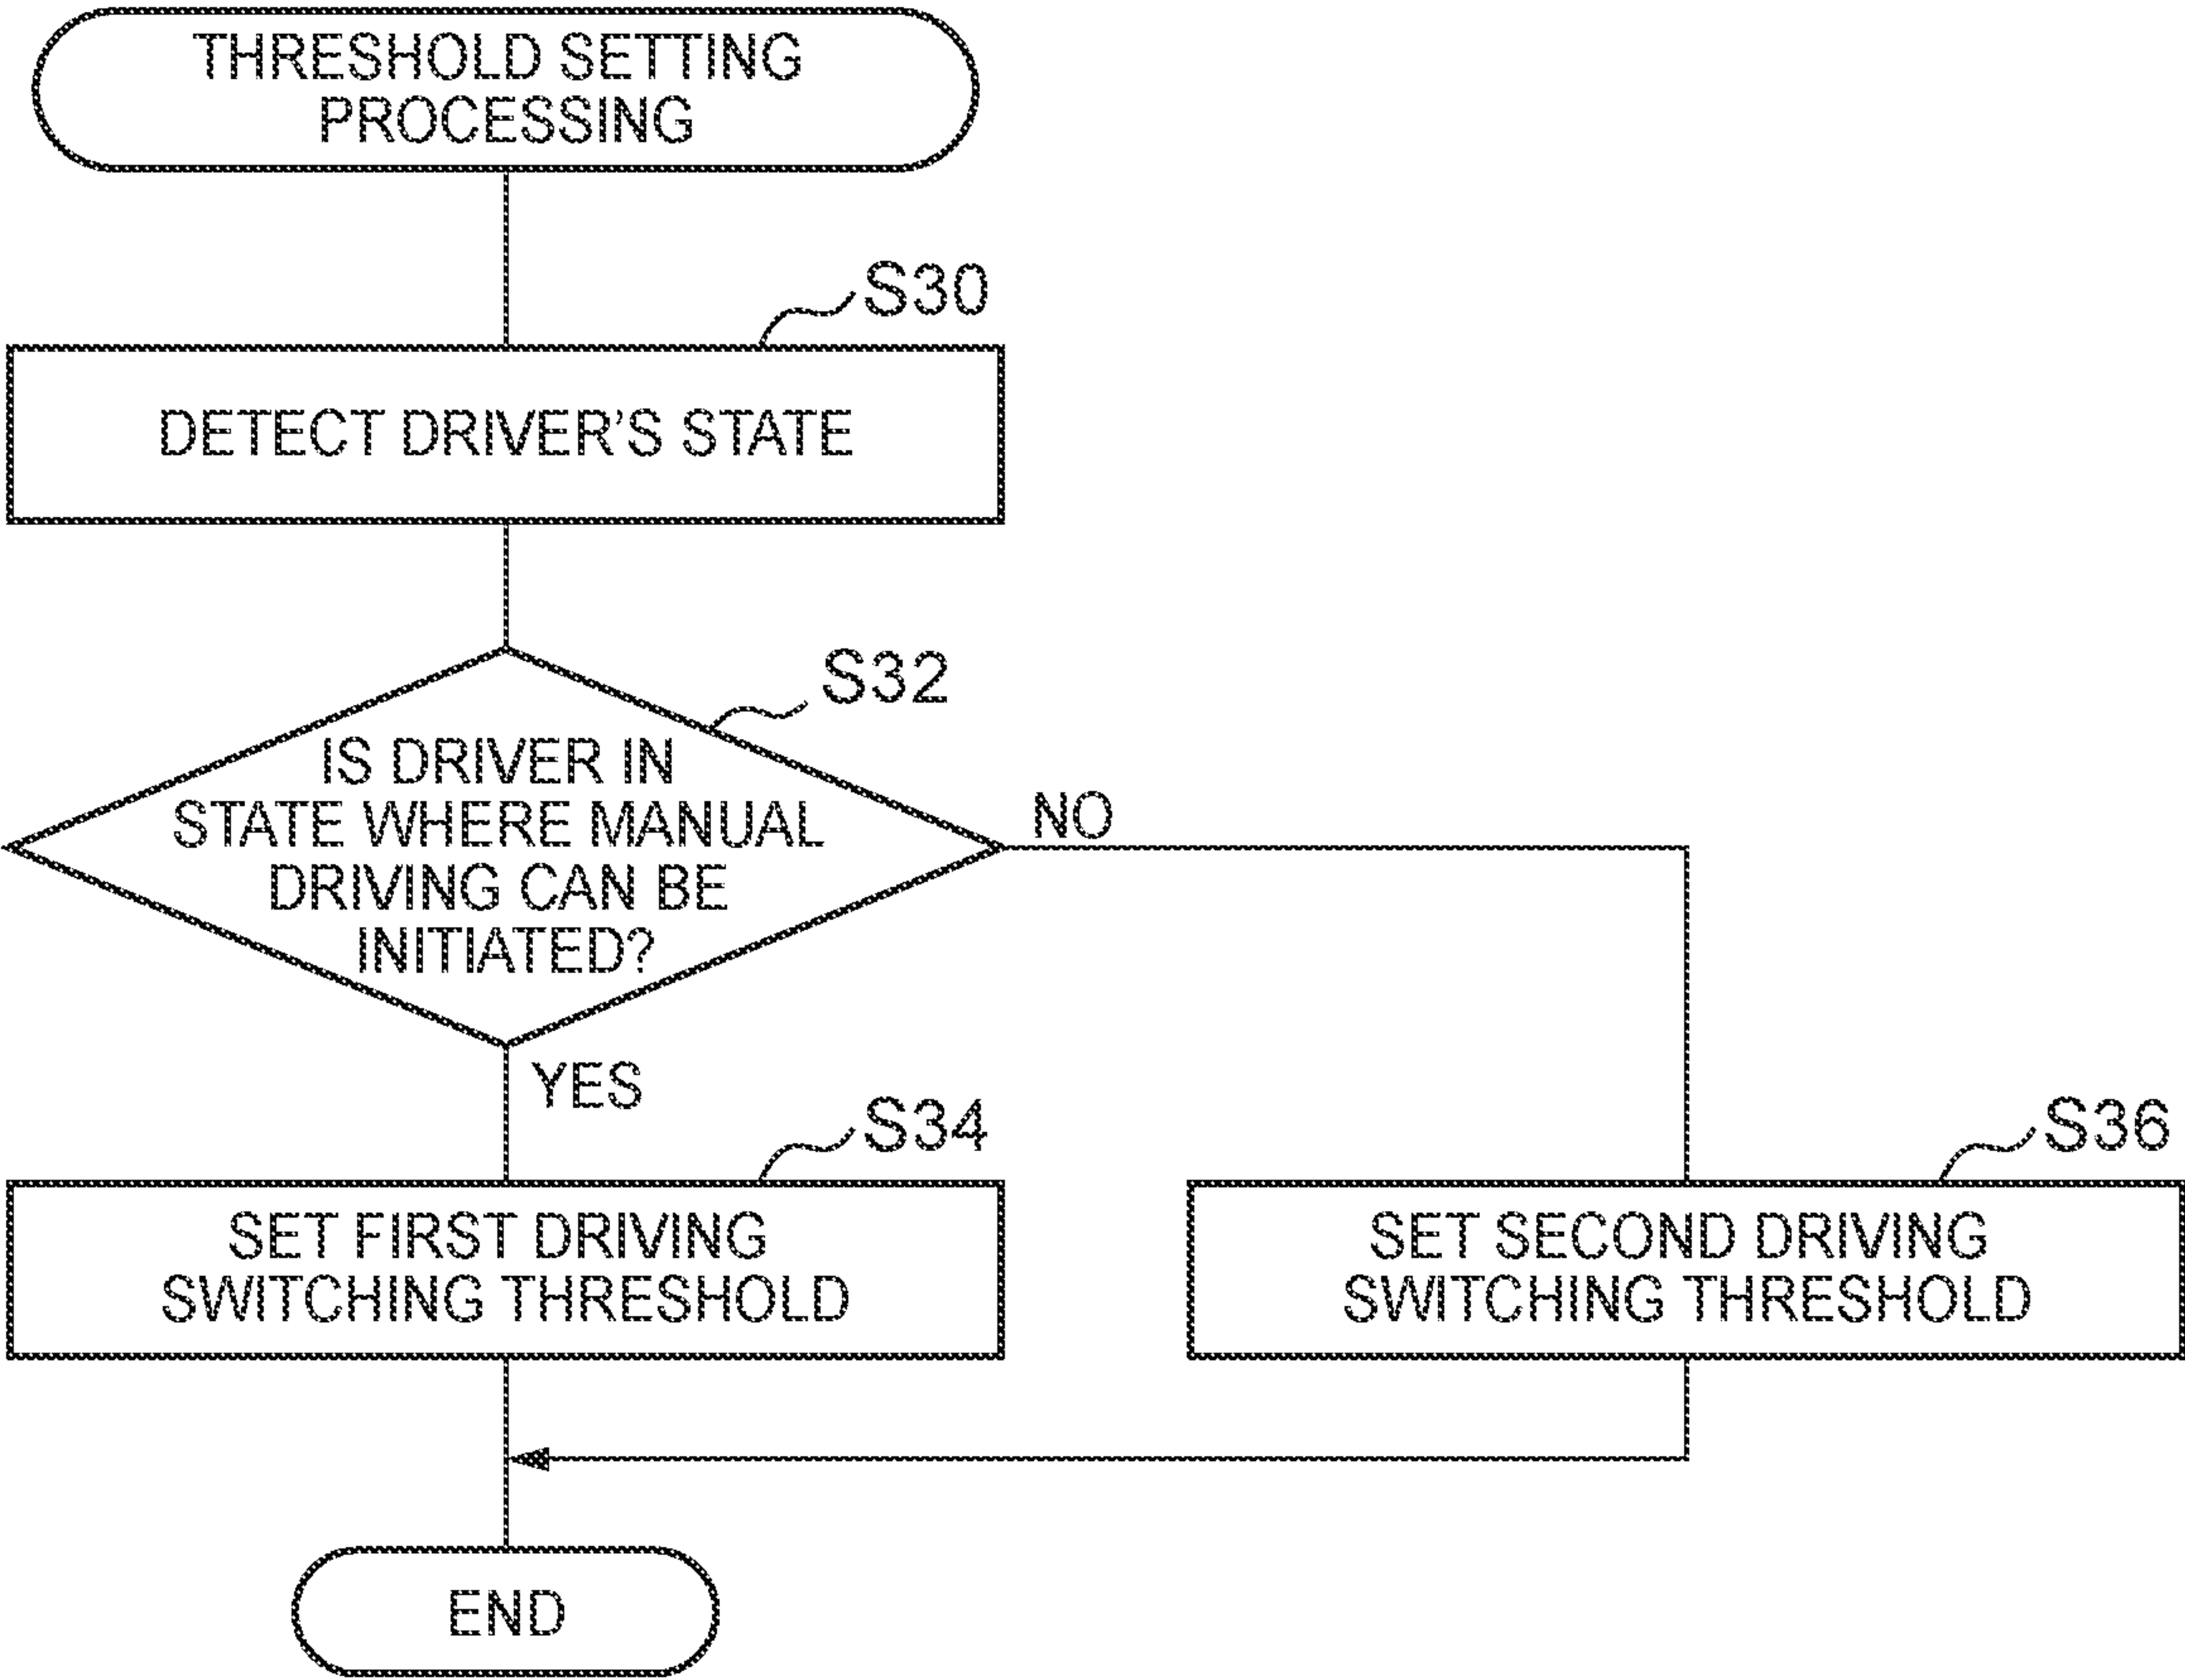 THRESHOLD SETTING
PROCESSING
S30
DETECT DRIVER'S STATE
S32
IS DRIVER IN
STATE WHERE MANUAL
DRIVING CAN BE
INITIATED?
NO
YES
S34
SET FIRST DRIVING
SWITCHING THRESHOLD
S36
SET SECOND DRIVING
SWITCHING THRESHOLD
END